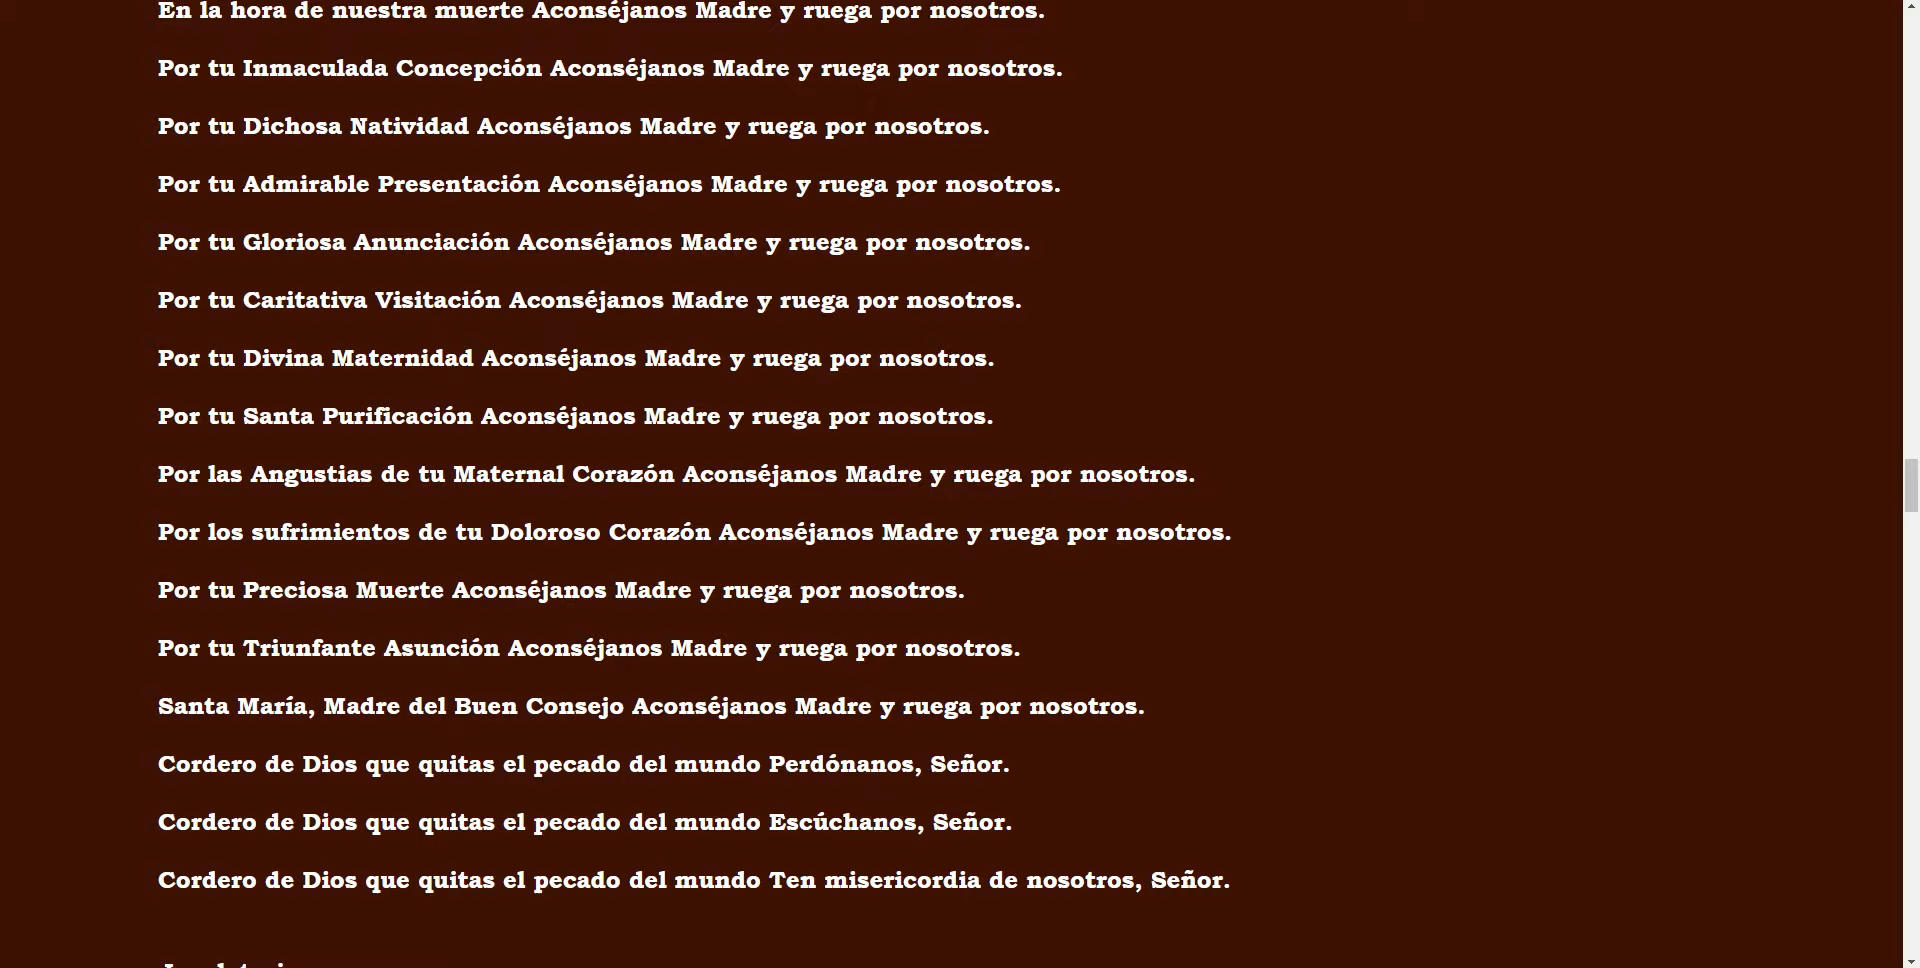 En la hora de nuestra muerte Aconséjanos Madre y ruega por nosotros.
Por tu Inmaculada Concepción Aconséjanos Madre y ruega por nosotros.
Por tu Dichosa Natividad Aconséjanos Madre y ruega por nosotros.
Por tu Admirable Presentación Aconséjanos Madre y ruega por nosotros.
Por tu Gloriosa Anunciación Aconséjanos Madre y ruega por nosotros.
Por tu Caritativa Visitación Aconséjanos Madre y ruega por nosotros.
Por tu Divina Maternidad Aconséjanos Madre y ruega por nosotros.
Por tu Santa Purificación Aconséjanos Madre y ruega por nosotros.
Por las Angustias de tu Maternal Corazón Aconséjanos Madre y ruega por nosotros.
Por los sufrimientos de tu Doloroso Corazón Aconséjanos Madre y ruega por nosotros.
Por tu Preciosa Muerte Aconséjanos Madre y ruega por nosotros.
Por tu Triunfante Asunción Aconséjanos Madre y ruega por nosotros.
Santa María, Madre del Buen Consejo Aconséjanos Madre y ruega por nosotros.
Cordero de Dios que quitas el pecado del mundo Perdónanos, Señor.
Cordero de Dios que quitas el pecado del mundo Escúchanos, Señor.
Cordero de Dios que quitas el pecado del mundo Ten misericordia de nosotros, Señor.